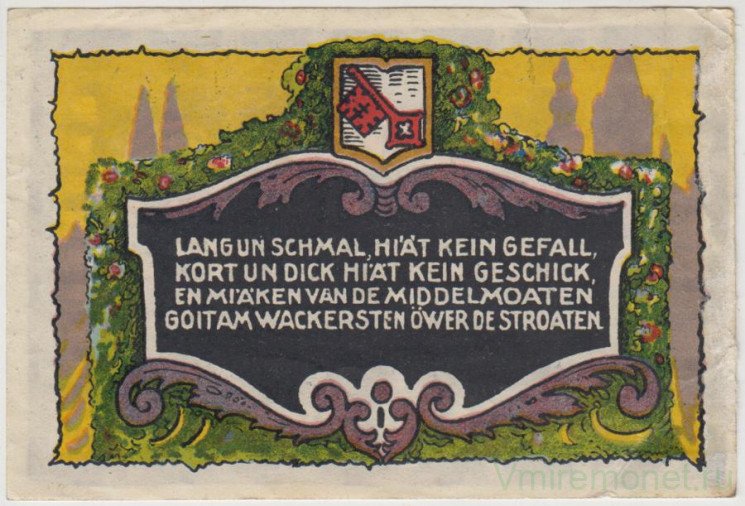 LANG UN SCHMAL, HIÄT KEIN GEFALL,
KORT UN DICK HIÄT KEIN GESCHICK,
EN MIÄKEN VAN DE MIDDELMOATEN
GOIT AM WACKERSTEN ÖWER DE STROATEN.
Vmiremonet.ru